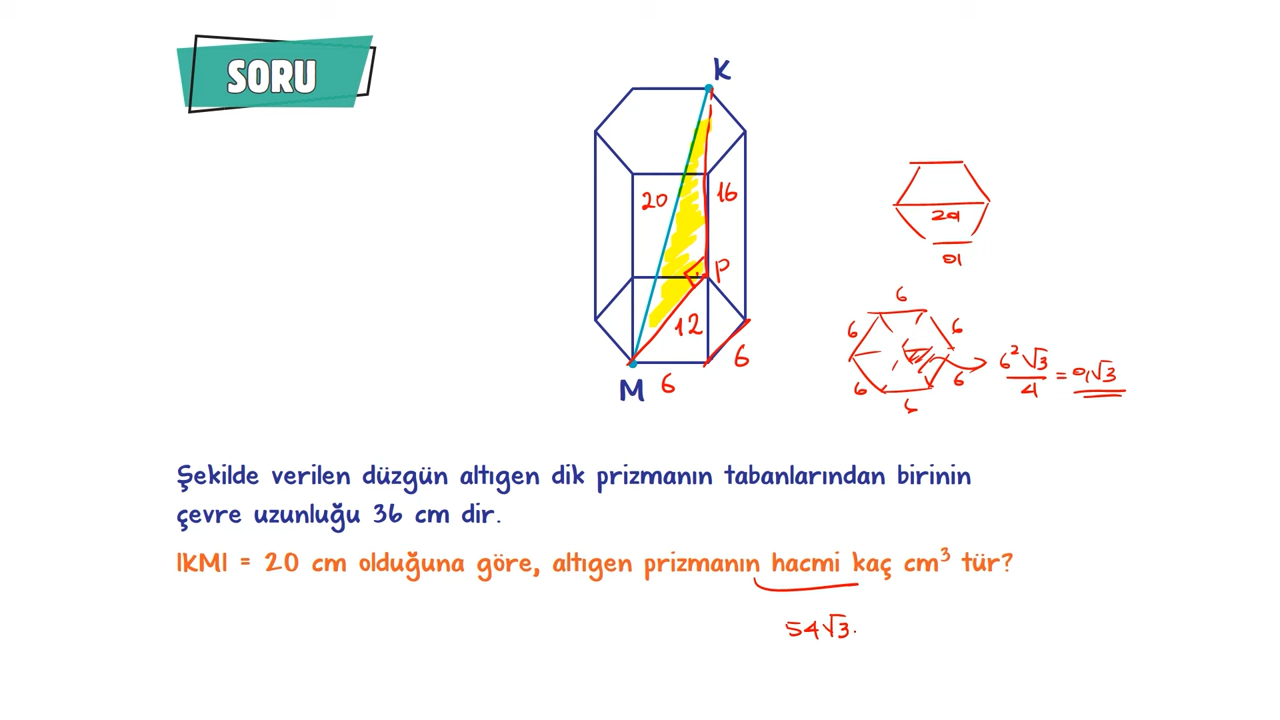 SORU
K
20
16
P
12
6
M
6
2a
a
6
6
6
6
6
6
6²√3
4
= 9√3
Şekilde verilen düzgün altıgen dik prizmanın tabanlarından birinin
çevre uzunluğu 36 cm dir.
|KM| = 20 cm olduğuna göre, altıgen prizmanın hacmi kaç cm³ tür?
54√3.